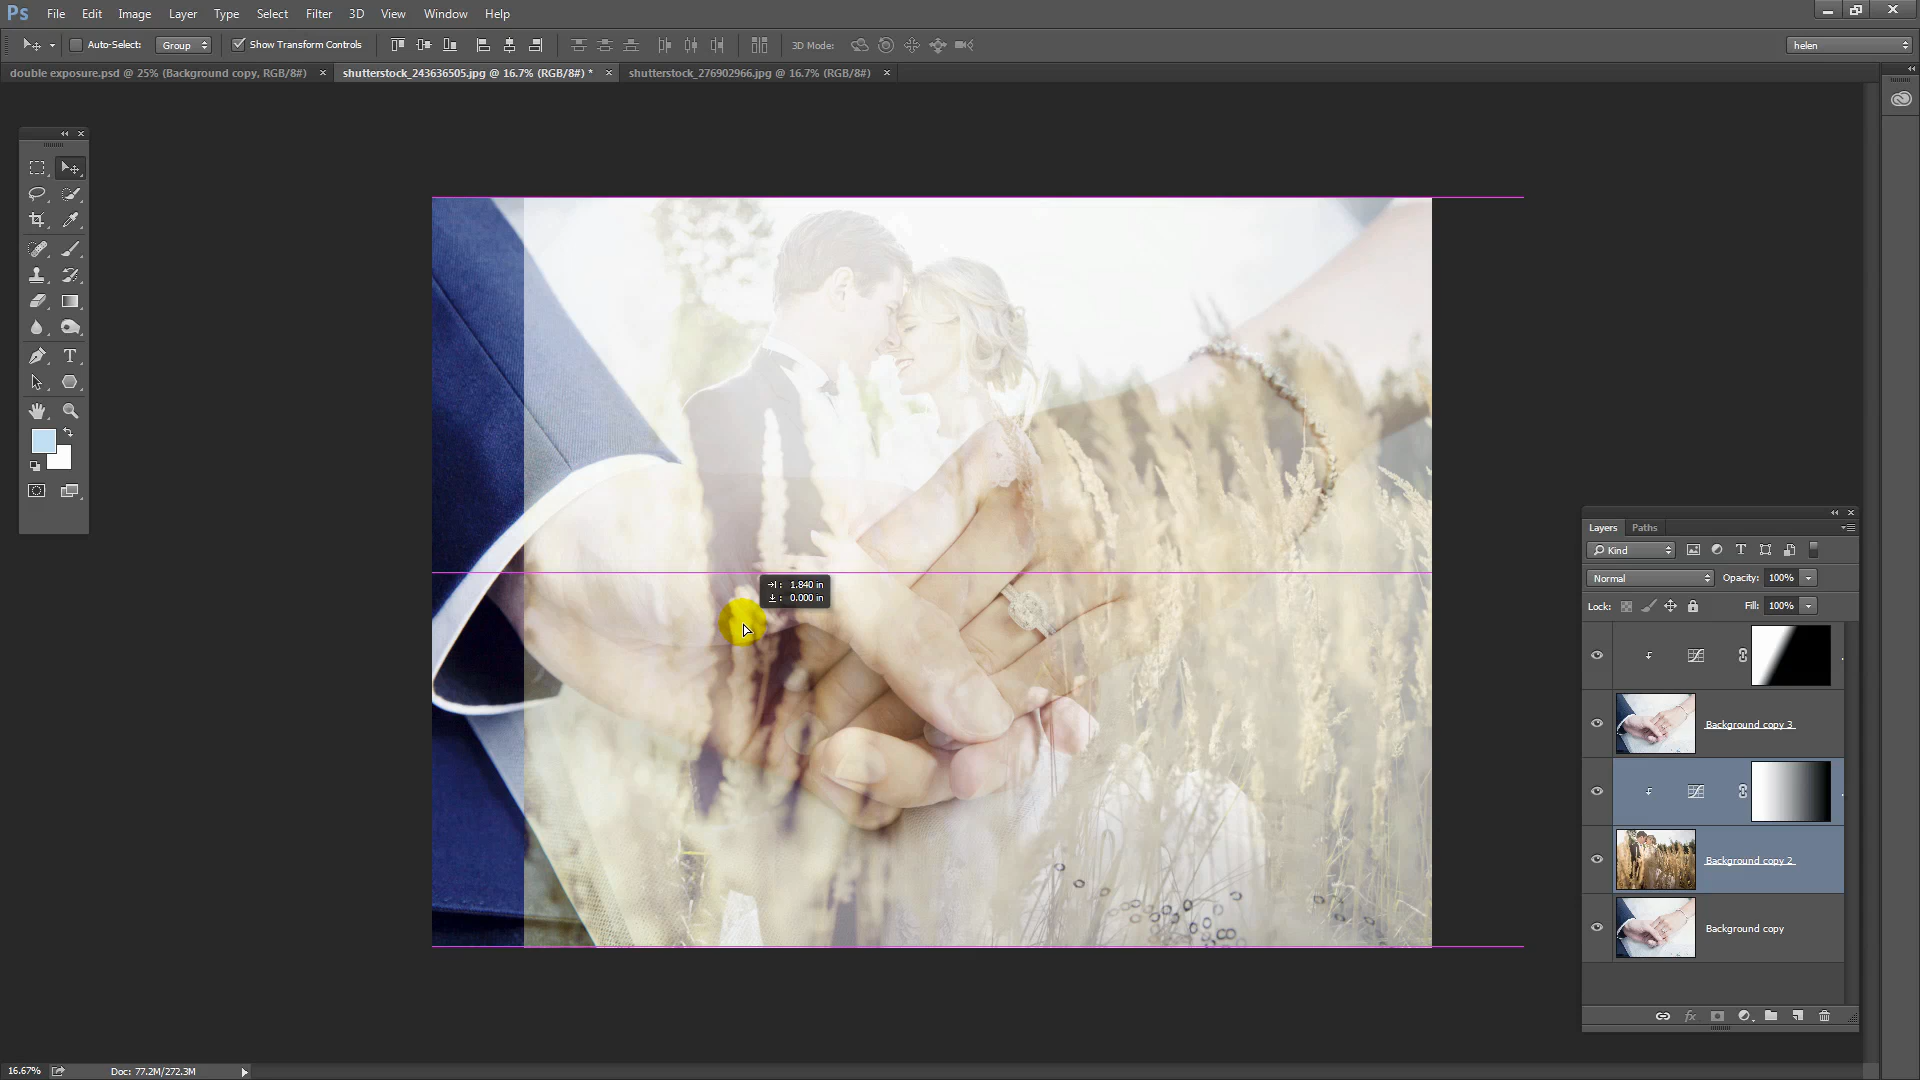 Ps File Edit Image Layer Type Select Filter 3D View Window Help
Auto-Select: Group Show Transform Controls 3D Mode: helen
double exposure.psd @ 25% (Background copy, RGB/8#) × shutterstock_243636505.jpg @ 16.7% (RGB/8#) * × shutterstock_276902966.jpg @ 16.7% (RGB/8#) ×
T
1.840 in
0.000 in
Layers Paths
Kind
Normal Opacity: 100%
Lock: Fill: 100%
Background copy 3
Background copy 2
Background copy
fx
16.67% Doc: 77.2M/272.3M